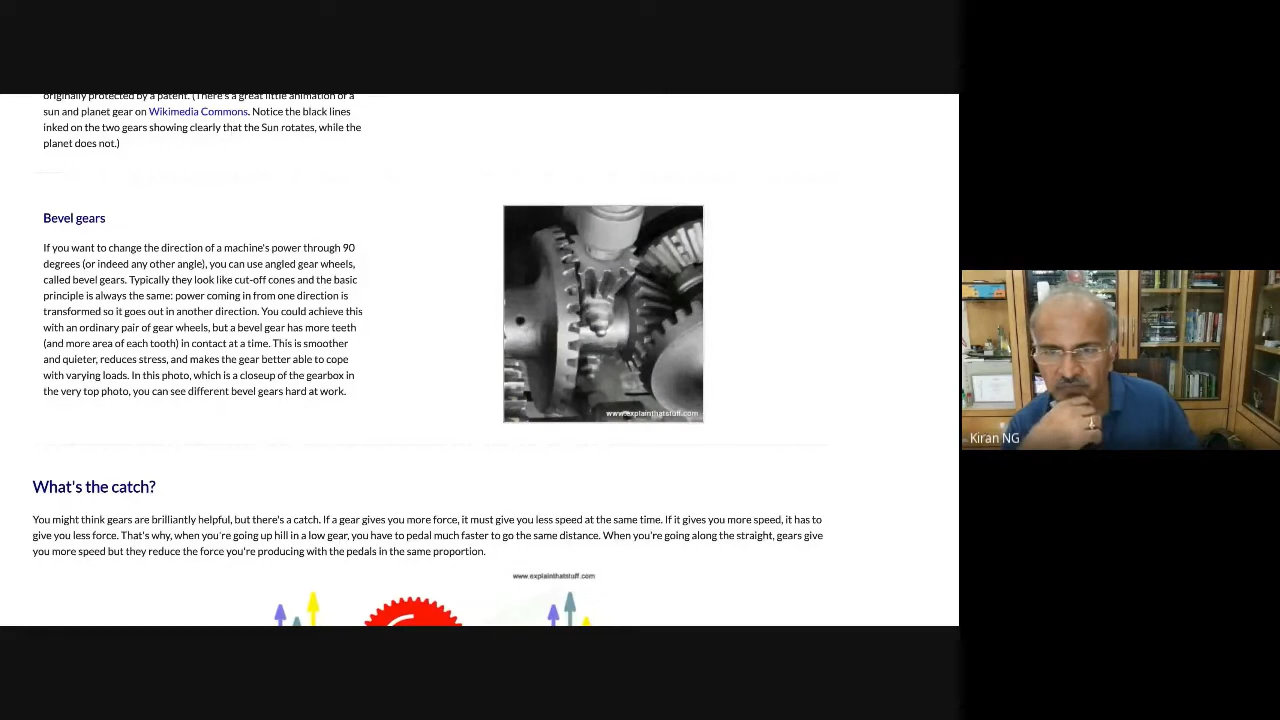 originally protected by a patent. (There's a great little animation of a
sun and planet gear on Wikimedia Commons. Notice the black lines
inked on the two gears showing clearly that the Sun rotates, while the
planet does not.)
Bevel gears
If you want to change the direction of a machine's power through 90
degrees (or indeed any other angle), you can use angled gear wheels,
called bevel gears. Typically they look like cut-off cones and the basic
principle is always the same: power coming in from one direction is
transformed so it goes out in another direction. You could achieve this
with an ordinary pair of gear wheels, but a bevel gear has more teeth
(and more area of each tooth) in contact at a time. This is smoother
and quieter, reduces stress, and makes the gear better able to cope
with varying loads. In this photo, which is a closeup of the gearbox in
the very top photo, you can see different bevel gears hard at work.
www.explainthatstuff.com
What's the catch?
You might think gears are brilliantly helpful, but there's a catch. If a gear gives you more force, it must give you less speed at the same time. If it gives you more speed, it has to
give you less force. That's why, when you're going up hill in a low gear, you have to pedal much faster to go the same distance. When you're going along the straight, gears give
you more speed but they reduce the force you're producing with the pedals in the same proportion.
www.explainthatstuff.com
Kiran NG